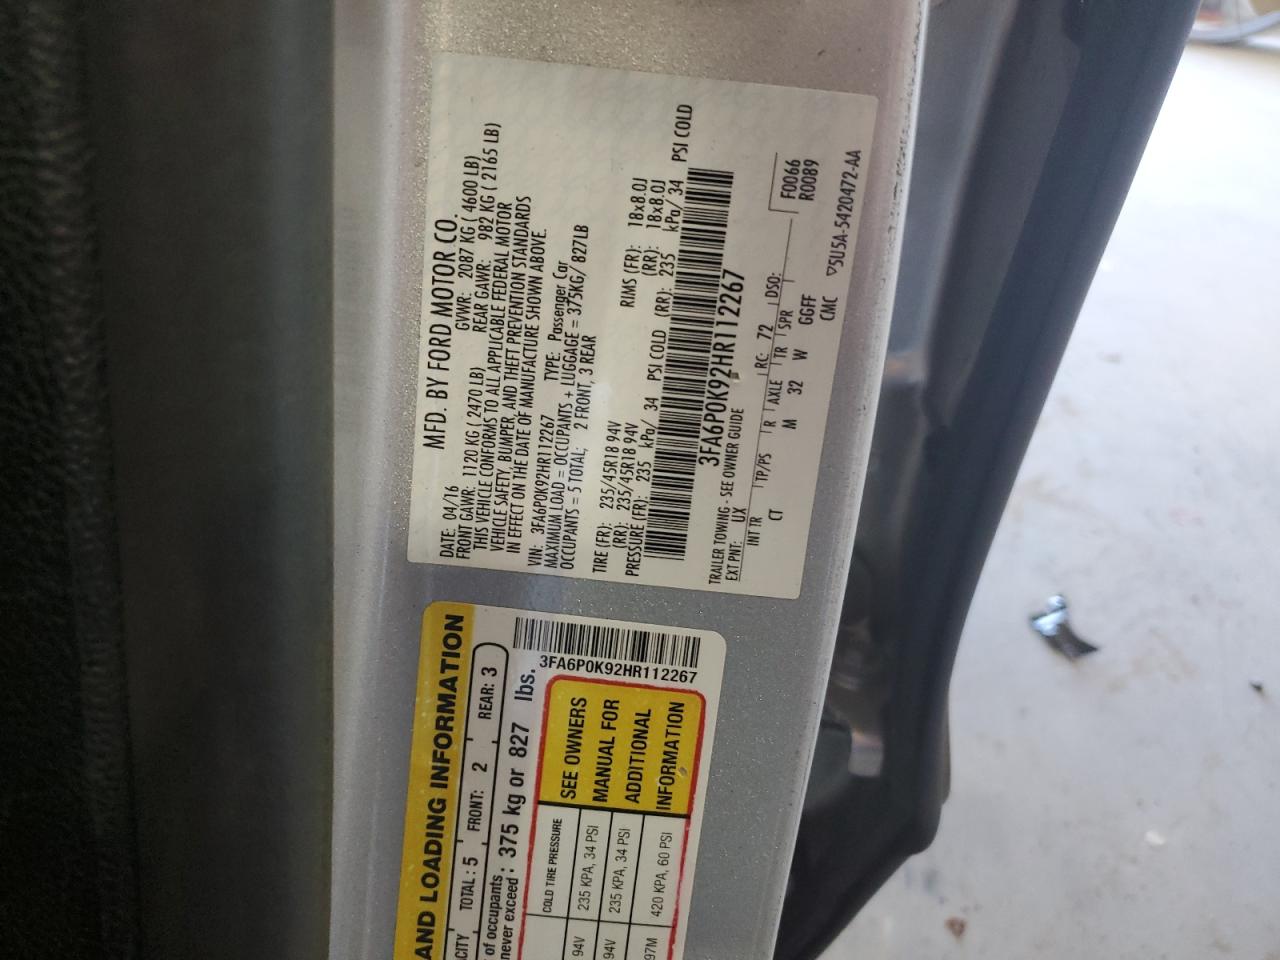 MFD. BY FORD MOTOR CO.
DATE: 04/16 GVWR: 2087 KG ( 4600 LB)
FRONT GAWR: 1120 KG ( 2470 LB) REAR GAWR: 982 KG ( 2165 LB)
THIS VEHICLE CONFORMS TO ALL APPLICABLE FEDERAL MOTOR
VEHICLE SAFETY, BUMPER, AND THEFT PREVENTION STANDARDS
IN EFFECT ON THE DATE OF MANUFACTURE SHOWN ABOVE.
VIN: 3FA6P0K92HR112267 TYPE: Passenger Car
MAXIMUM LOAD = OCCUPANTS + LUGGAGE = 375KG/ 827LB
OCCUPANTS = 5 TOTAL; 2 FRONT, 3 REAR
TIRE (FR): 235/45R18 94V RIMS (FR): 18x8.0J
(RR): 235/45R18 94V (RR): 18x8.0J
PRESSURE (FR): 235 kPa/ 34 PSI COLD (RR): 235 kPa/ 34 PSI COLD
3FA6P0K92HR112267
TRAILER TOWING - SEE OWNER GUIDE
EXT PNT: UX RC: 72 DSO: F0066
R0089
INT TR TP/PS R AXLE TR SPR
CT M 32 W GGFF
CMC ▽5U5A-5420472-AA
AND LOADING INFORMATION
CITY TOTAL : 5 FRONT: 2 REAR: 3
of occupants
never exceed : 375 kg or 827 lbs.
3FA6P0K92HR112267
COLD TIRE PRESSURE
94V 235 KPA, 34 PSI
94V 235 KPA, 34 PSI
97M 420 KPA, 60 PSI
SEE OWNERS
MANUAL FOR
ADDITIONAL
INFORMATION